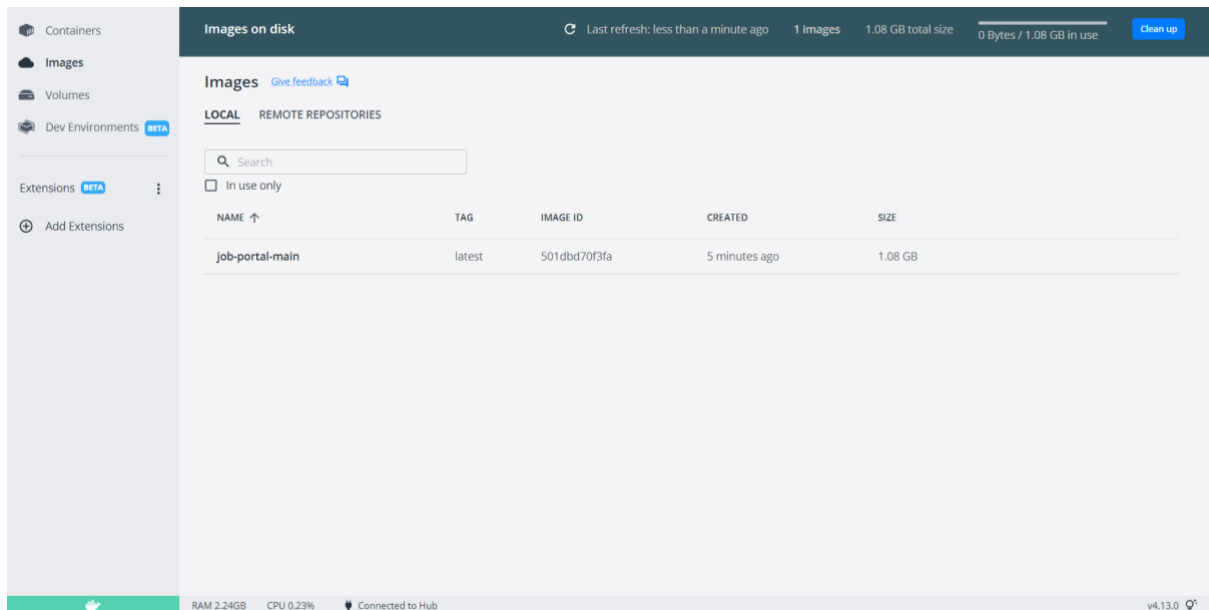 Containers
Images
Volumes
Dev Environments BETA
Extensions BETA
Add Extensions
Images on disk
Last refresh: less than a minute ago 1 images 1.08 GB total size 0 Bytes / 1.08 GB in use Clean up
Images Give feedback
LOCAL REMOTE REPOSITORIES
Search
In use only
NAME TAG IMAGE ID CREATED SIZE
job-portal-main latest 501dbd70f3fa 5 minutes ago 1.08 GB
RAM 2.24GB CPU 0.23% Connected to Hub v4.13.0